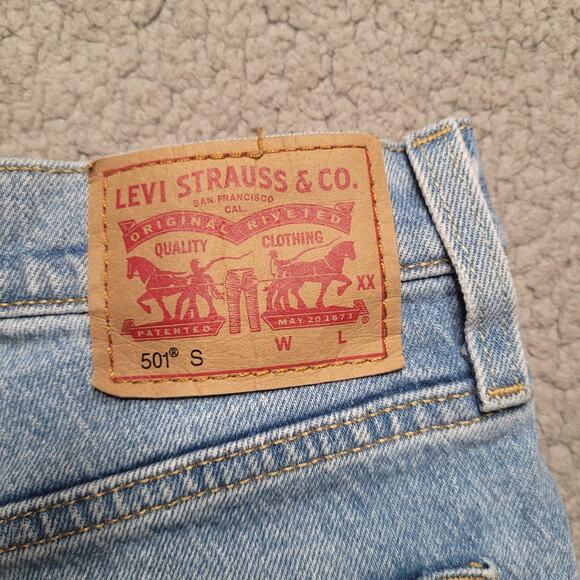 LEVI STRAUSS & CO.
SAN FRANCISCO
CAL.
ORIGINAL RIVETED
QUALITY CLOTHING
XX
PATENTED MAY 20 1873 ®
501® S W L